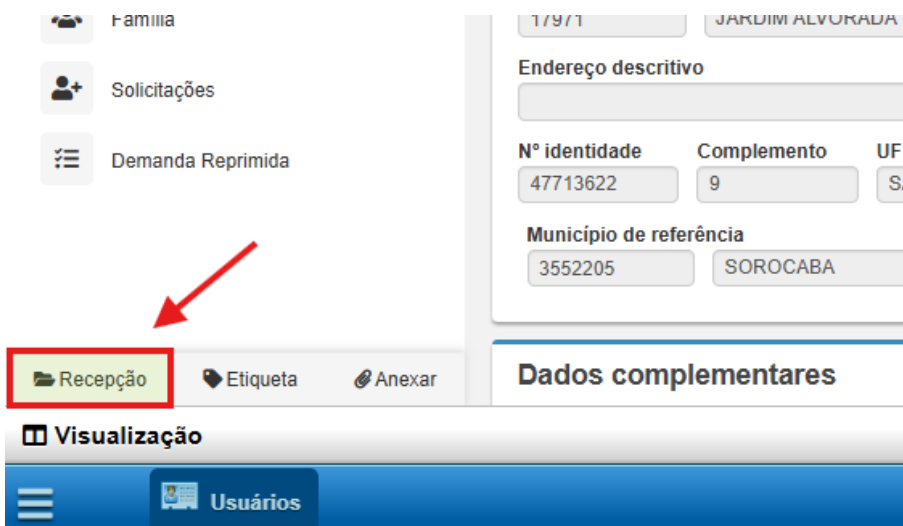 Família
Solicitações
Demanda Reprimida
Recepção
Etiqueta
Anexar
17971
JARDIM ALVORADA
Endereço descritivo
Nº identidade Complemento UF
47713622 9
Município de referência
3552205 SOROCABA
Dados complementares
Visualização
Usuários